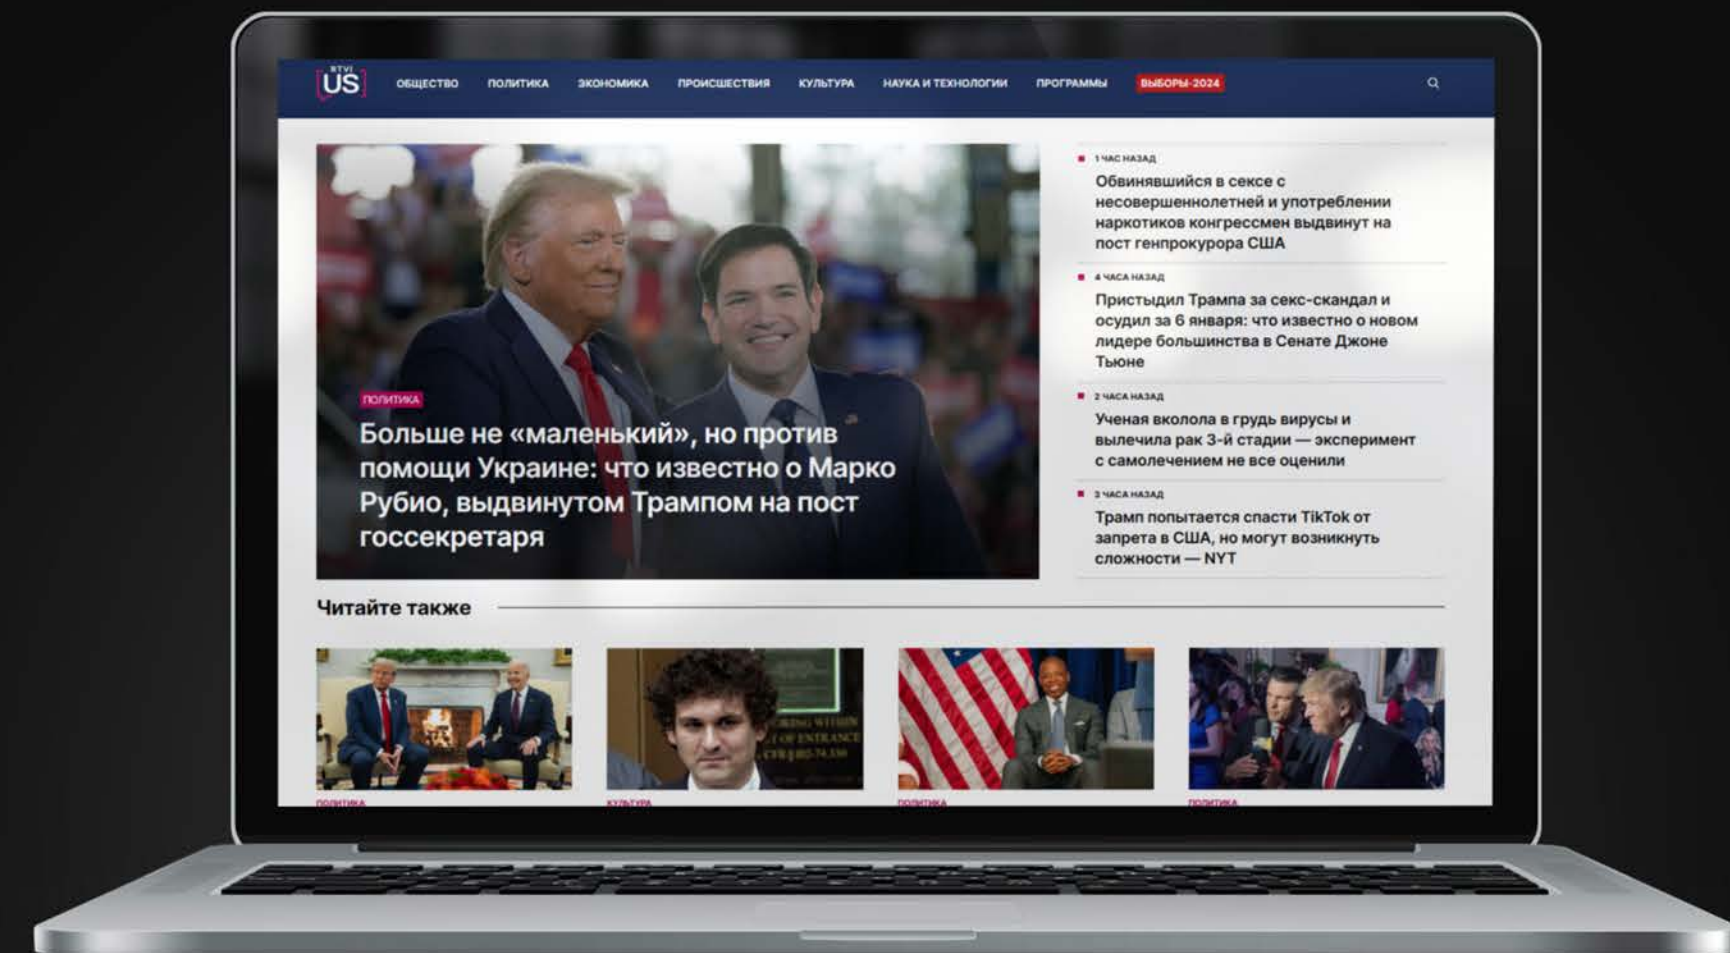 RTVI
US
ОБЩЕСТВО
ПОЛИТИКА
ЭКОНОМИКА
ПРОИСШЕСТВИЯ
КУЛЬТУРА
НАУКА И ТЕХНОЛОГИИ
ПРОГРАММЫ
ВЫБОРЫ-2024
ПОЛИТИКА
Больше не «маленький», но против
помощи Украине: что известно о Марко
Рубио, выдвинутом Трампом на пост
госсекретаря
1 ЧАС НАЗАД
Обвинявшийся в сексе с
несовершеннолетней и употреблении
наркотиков конгрессмен выдвинут на
пост генпрокурора США
4 ЧАСА НАЗАД
Пристыдил Трампа за секс-скандал и
осудил за 6 января: что известно о новом
лидере большинства в Сенате Джоне
Тьюне
2 ЧАСА НАЗАД
Ученая вколола в грудь вирусы и
вылечила рак 3-й стадии — эксперимент
с самолечением не все оценили
3 ЧАСА НАЗАД
Трамп попытается спасти TikTok от
запрета в США, но могут возникнуть
сложности — NYT
Читайте также
WITHIN
OF ENTRANCE
ПОЛИТИКА
КУЛЬТУРА
ПОЛИТИКА
ПОЛИТИКА